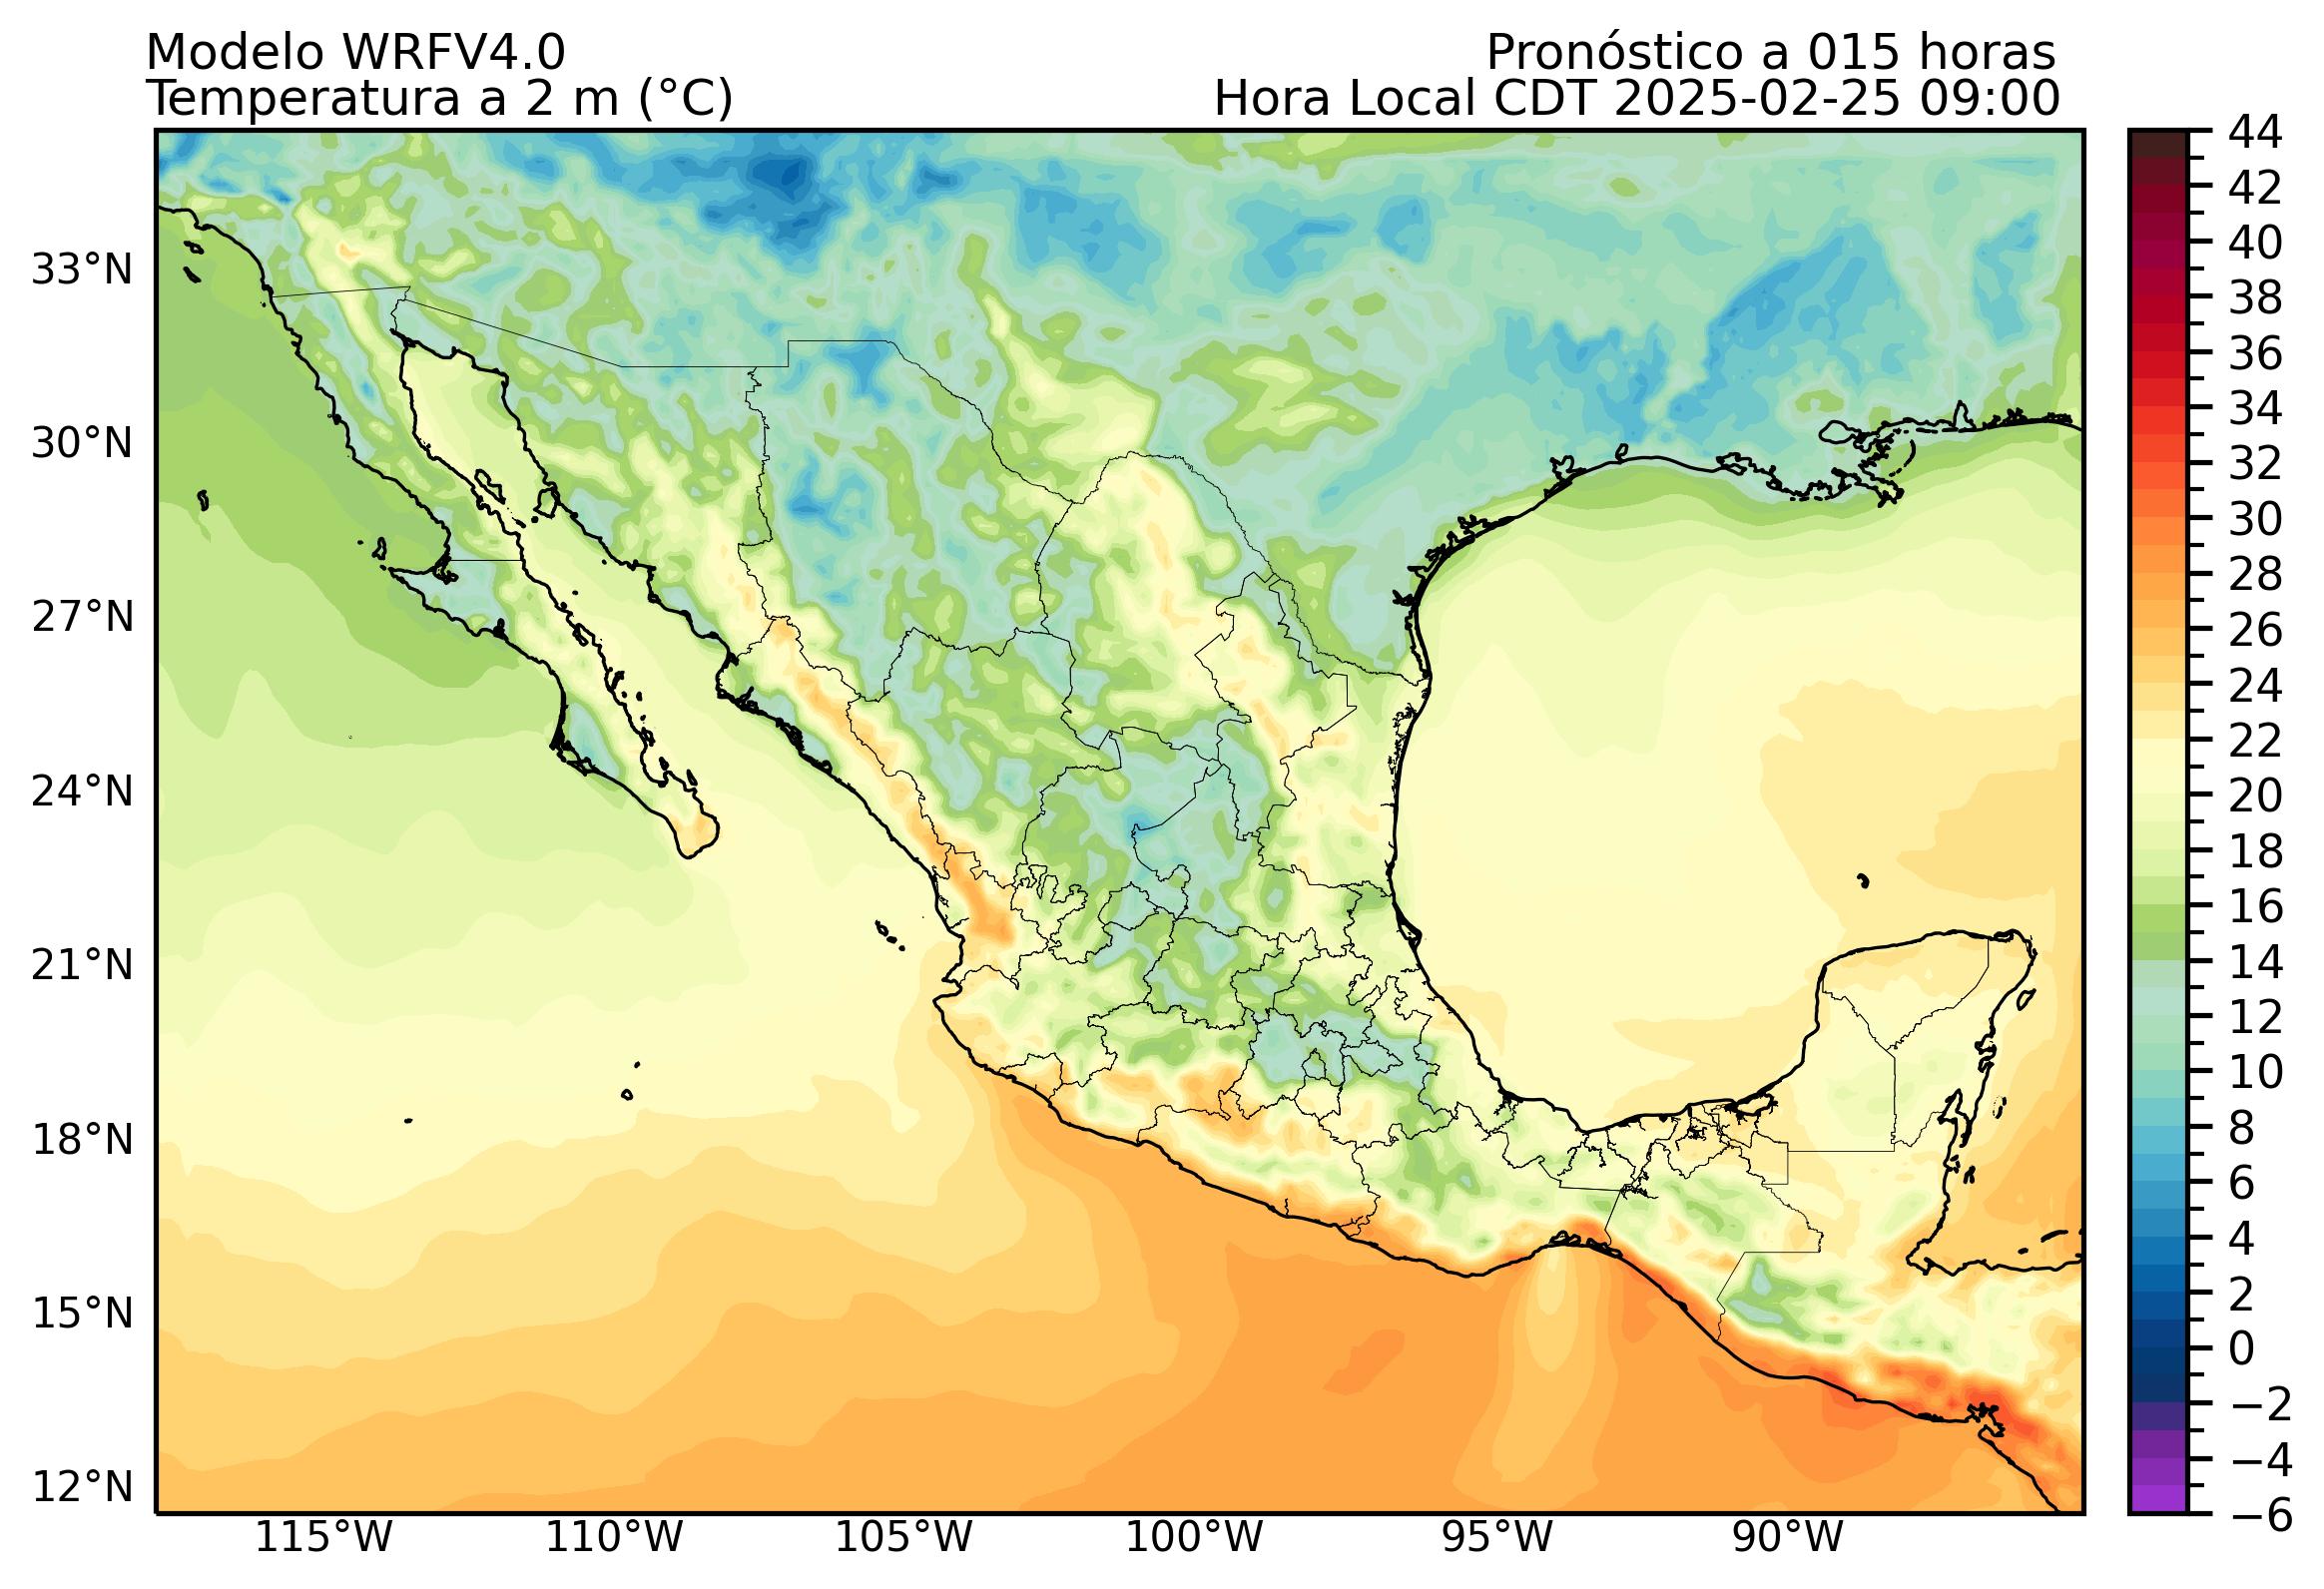 Modelo WRFV4.0
Pronóstico a 015 horas
Temperatura a 2 m (°C)
Hora Local CDT 2025-02-25 09:00
33°N
30°N
27°N
24°N
21°N
18°N
15°N
12°N
115°W
110°W
105°W
100°W
95°W
90°W
44
42
40
38
36
34
32
30
28
26
24
22
20
18
16
14
12
10
8
6
4
2
0
−2
−4
−6